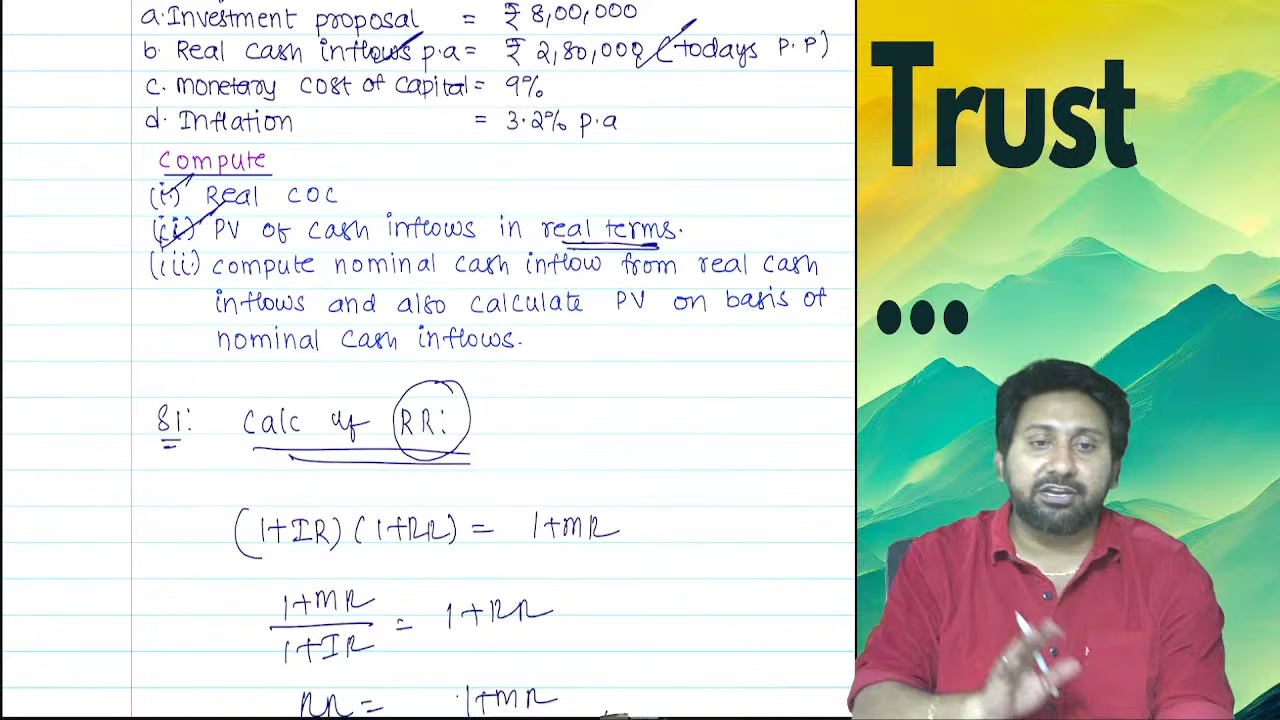 a. Investment proposal = ₹ 8,00,000
b. Real cash inflows p.a = ₹ 2,80,000 (todays p.p)
c. monetary cost of capital = 9%
d. Inflation = 3.2% p.a
compute
(i) Real COC
(ii) PV of cash inflows in real terms.
(iii) compute nominal cash inflow from real cash
inflows and also calculate PV on basis of
nominal cash inflows.
81: calc of RR:
(1+IR) (1+RR) = 1+MR
1+MR
1+IR
= 1+RR
RR = 1+MR
Trust
...